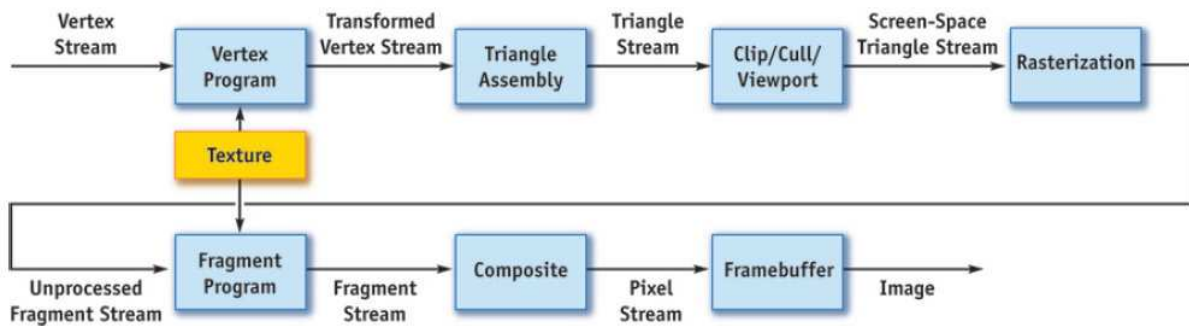 Vertex
Stream
Vertex
Program
Transformed
Vertex Stream
Triangle
Assembly
Triangle
Stream
Clip/Cull/
Viewport
Screen-Space
Triangle Stream
Rasterization
Texture
Unprocessed
Fragment Stream
Fragment
Program
Fragment
Stream
Composite
Pixel
Stream
Framebuffer
Image